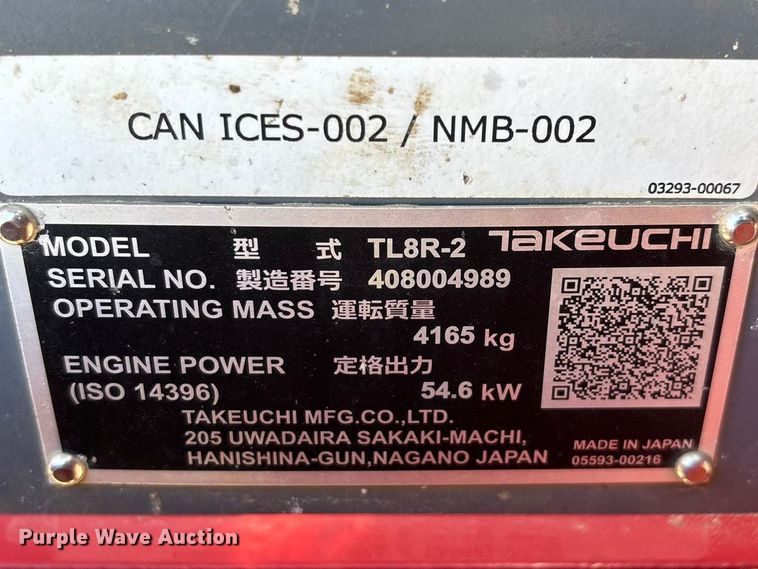 CAN ICES-002 / NMB-002
03293-00067
MODEL 型 式 TL8R-2 TAKEUCHI
SERIAL NO. 製造番号 408004989
OPERATING MASS 運転質量
4165 kg
ENGINE POWER 定格出力
(ISO 14396) 54.6 kW
TAKEUCHI MFG.CO.,LTD.
205 UWADAIRA SAKAKI-MACHI,
HANISHINA-GUN,NAGANO JAPAN
MADE IN JAPAN
05593-00216
Purple Wave Auction